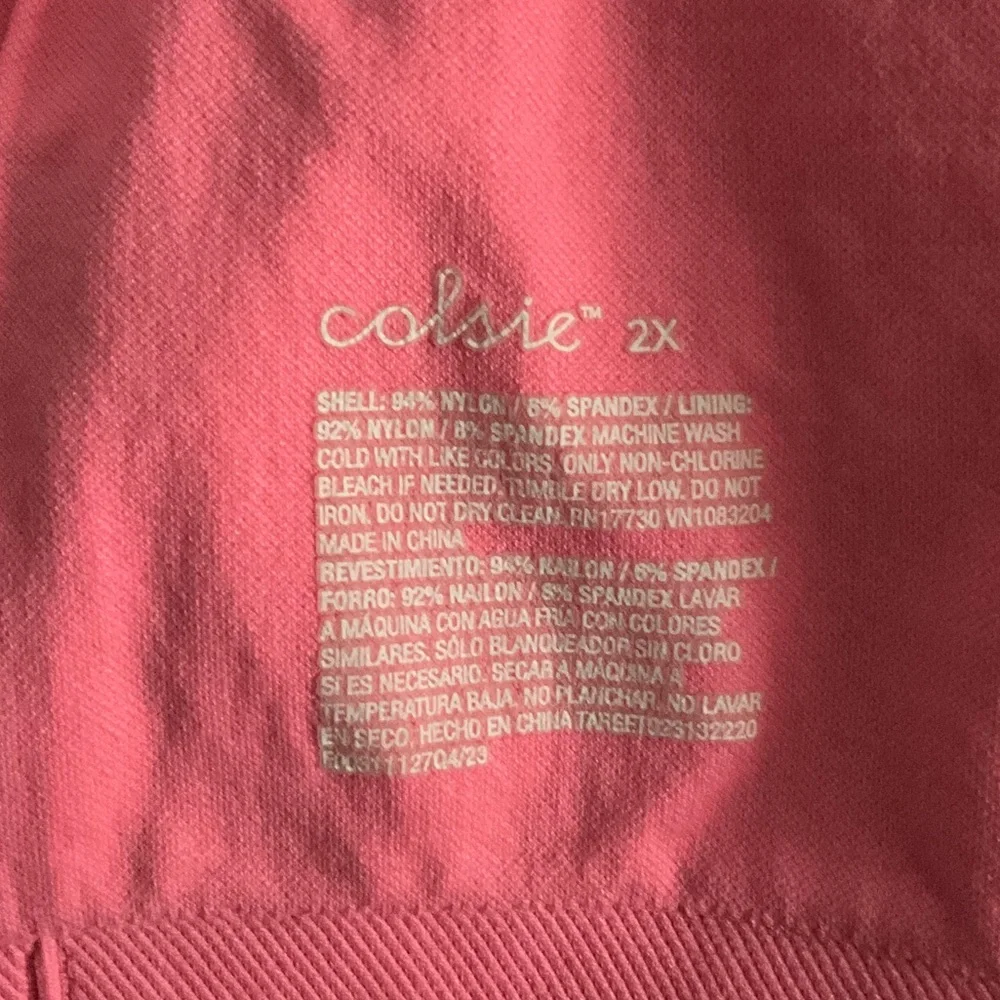 colsie™ 2X
SHELL: 94% NYLON / 6% SPANDEX / LINING:
92% NYLON / 8% SPANDEX MACHINE WASH
COLD WITH LIKE COLORS. ONLY NON-CHLORINE
BLEACH IF NEEDED. TUMBLE DRY LOW. DO NOT
IRON. DO NOT DRY CLEAN. RN17730 VN1083204
MADE IN CHINA
REVESTIMIENTO: 94% NAILON / 6% SPANDEX /
FORRO: 92% NAILON / 8% SPANDEX LAVAR
A MÁQUINA CON AGUA FRIA CON COLORES
SIMILARES. SÓLO BLANQUEADOR SIN CLORO
SI ES NECESARIO. SECAR A MÁQUINA A
TEMPERATURA BAJA. NO PLANCHAR. NO LAVAR
EN SECO. HECHO EN CHINA